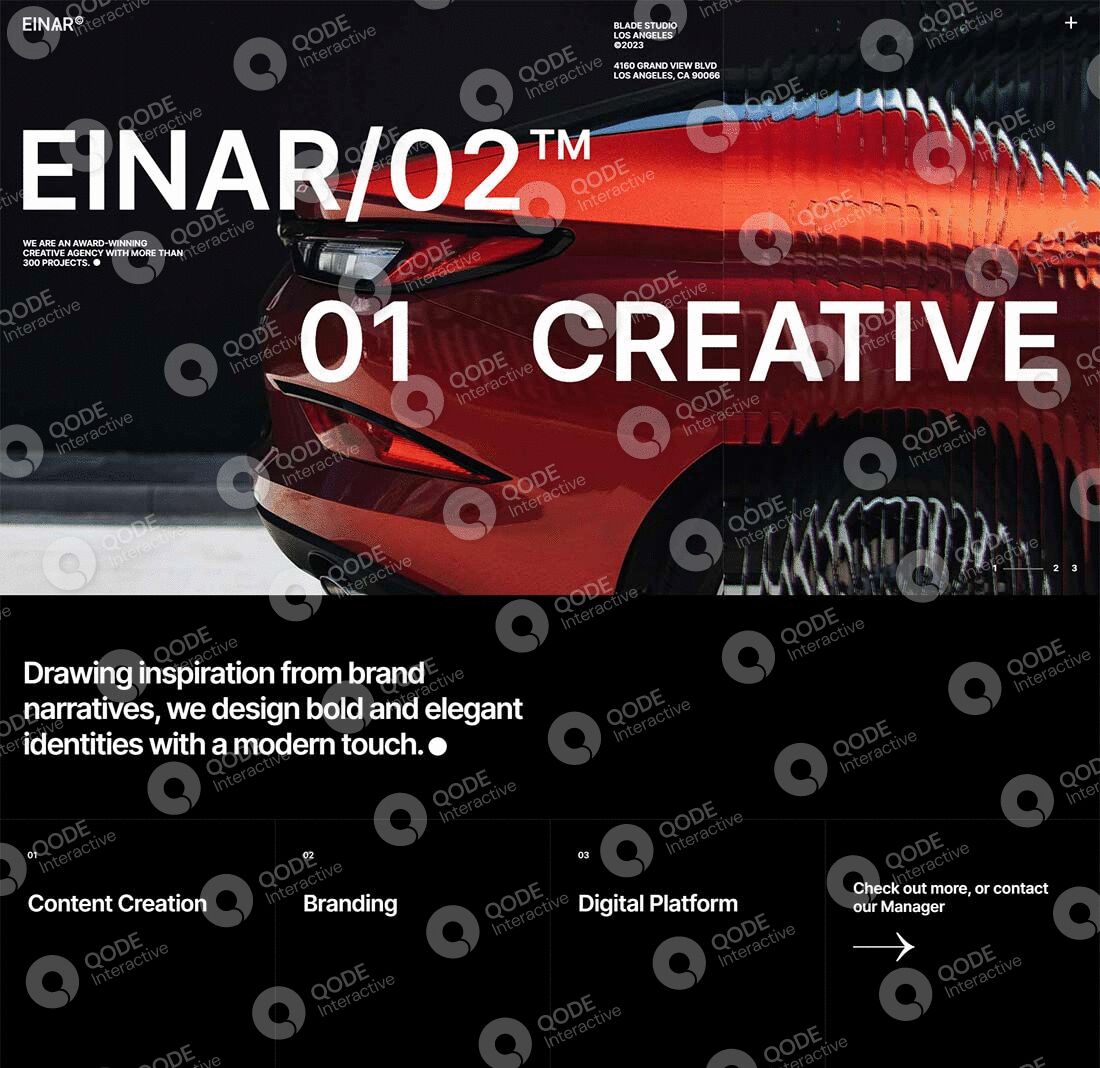 EINAR©
BLADE STUDIO
LOS ANGELES
©2023
4160 GRAND VIEW BLVD
LOS ANGELES, CA 90066
+
EINAR/02™
WE ARE AN AWARD-WINNING
CREATIVE AGENCY WITH MORE THAN
300 PROJECTS.
01 CREATIVE
1 2 3
Drawing inspiration from brand
narratives, we design bold and elegant
identities with a modern touch.
01
Content Creation
02
Branding
03
Digital Platform
Check out more, or contact
our Manager
QODE
Interactive